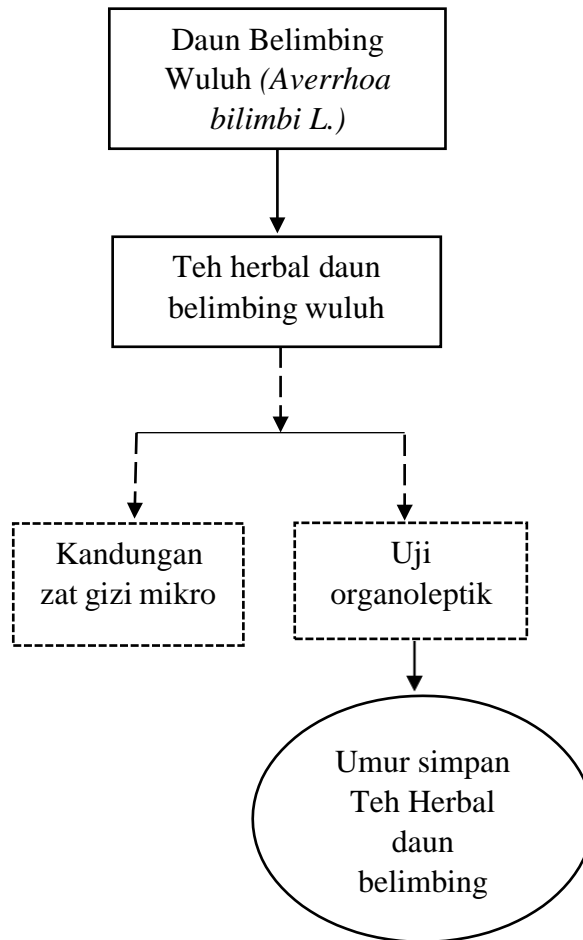 Daun Belimbing
Wuluh (Averrhoa
bilimbi L.)
Teh herbal daun
belimbing wuluh
Kandungan
zat gizi mikro
Uji
organoleptik
Umur simpan
Teh Herbal
daun
belimbing